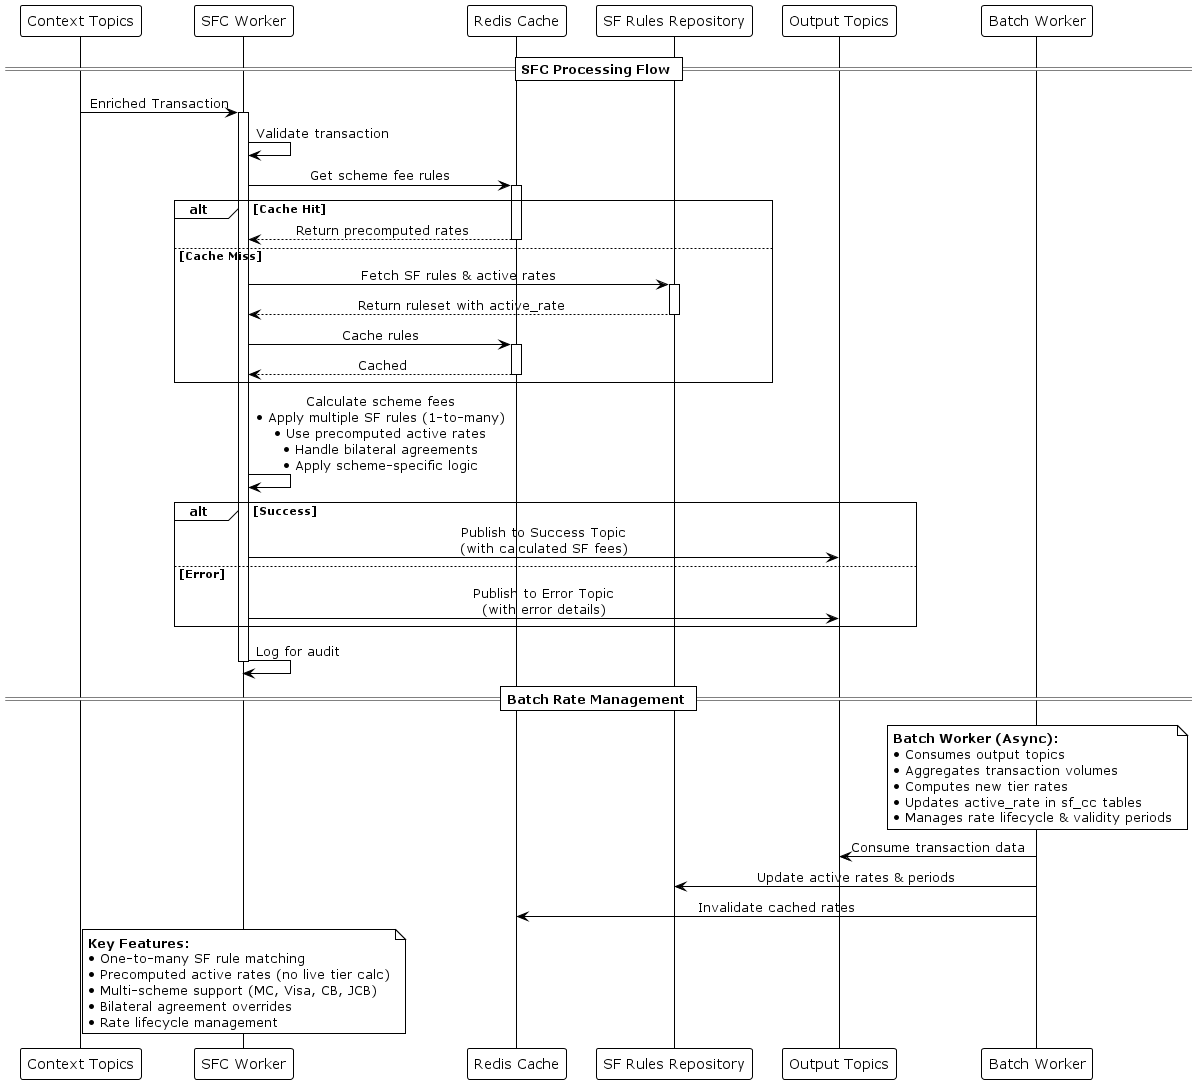 Context Topics
SFC Worker
Redis Cache
SF Rules Repository
Output Topics
Batch Worker
SFC Processing Flow
Enriched Transaction
Validate transaction
Get scheme fee rules
alt
[Cache Hit]
Return precomputed rates
[Cache Miss]
Fetch SF rules & active rates
Return ruleset with active_rate
Cache rules
Cached
Calculate scheme fees
• Apply multiple SF rules (1-to-many)
• Use precomputed active rates
• Handle bilateral agreements
• Apply scheme-specific logic
alt
[Success]
Publish to Success Topic
(with calculated SF fees)
[Error]
Publish to Error Topic
(with error details)
Log for audit
Batch Rate Management
Batch Worker (Async):
• Consumes output topics
• Aggregates transaction volumes
• Computes new tier rates
• Updates active_rate in sf_cc tables
• Manages rate lifecycle & validity periods
Consume transaction data
Update active rates & periods
Invalidate cached rates
Key Features:
• One-to-many SF rule matching
• Precomputed active rates (no live tier calc)
• Multi-scheme support (MC, Visa, CB, JCB)
• Bilateral agreement overrides
• Rate lifecycle management
Context Topics
SFC Worker
Redis Cache
SF Rules Repository
Output Topics
Batch Worker